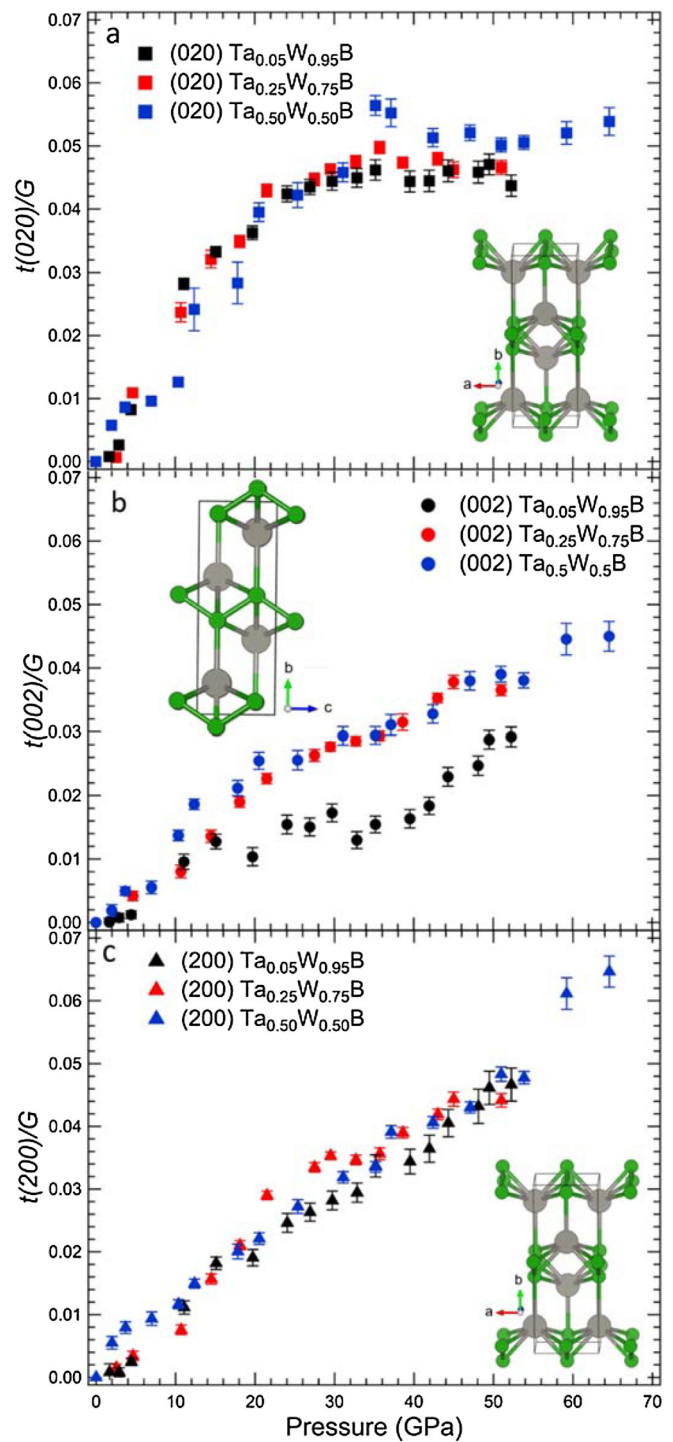 a
0.07
(020) Ta0.05W0.95B
(020) Ta0.25W0.75B
(020) Ta0.50W0.50B
0.06
0.05
0.04
t(020)/G
0.03
0.02
0.01
0.00
b
a
b
0.07
(002) Ta0.05W0.95B
(002) Ta0.25W0.75B
(002) Ta0.5W0.5B
0.06
0.05
0.04
t(002)/G
0.03
0.02
0.01
0.00
b
c
c
0.07
(200) Ta0.05W0.95B
(200) Ta0.25W0.75B
(200) Ta0.50W0.50B
0.06
0.05
0.04
t(200)/G
0.03
0.02
0.01
0.00
b
a
0 10 20 30 40 50 60 70
Pressure (GPa)